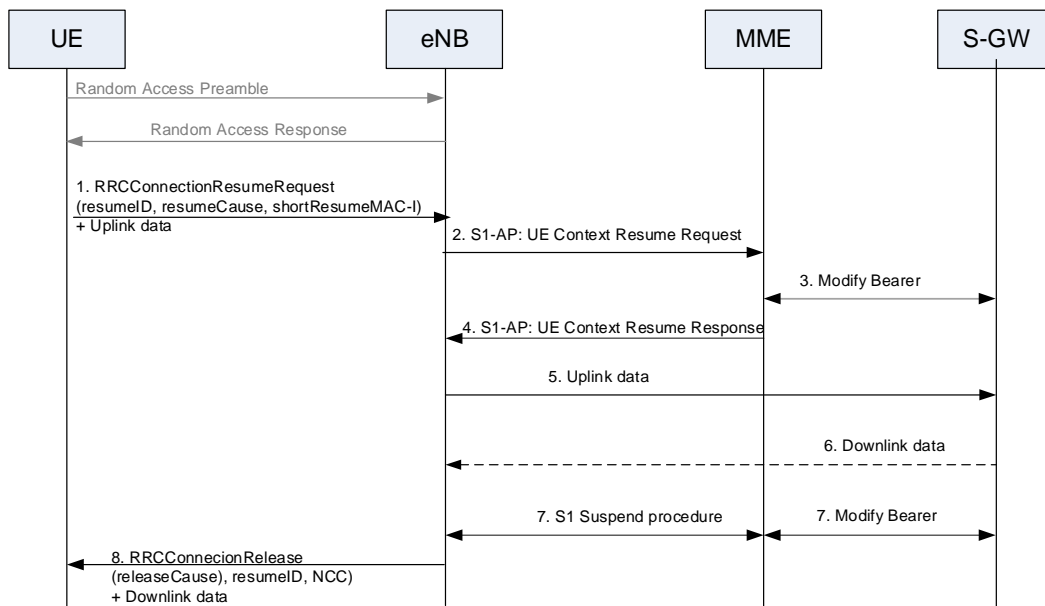 UE
eNB
MME
S-GW
Random Access Preamble
Random Access Response
1. RRCConnectionResumeRequest
(resumeID, resumeCause, shortResumeMAC-I)
+ Uplink data
2. S1-AP: UE Context Resume Request
3. Modify Bearer
4. S1-AP: UE Context Resume Response
5. Uplink data
6. Downlink data
7. S1 Suspend procedure
7. Modify Bearer
8. RRCConnecionRelease
(releaseCause), resumeID, NCC)
+ Downlink data